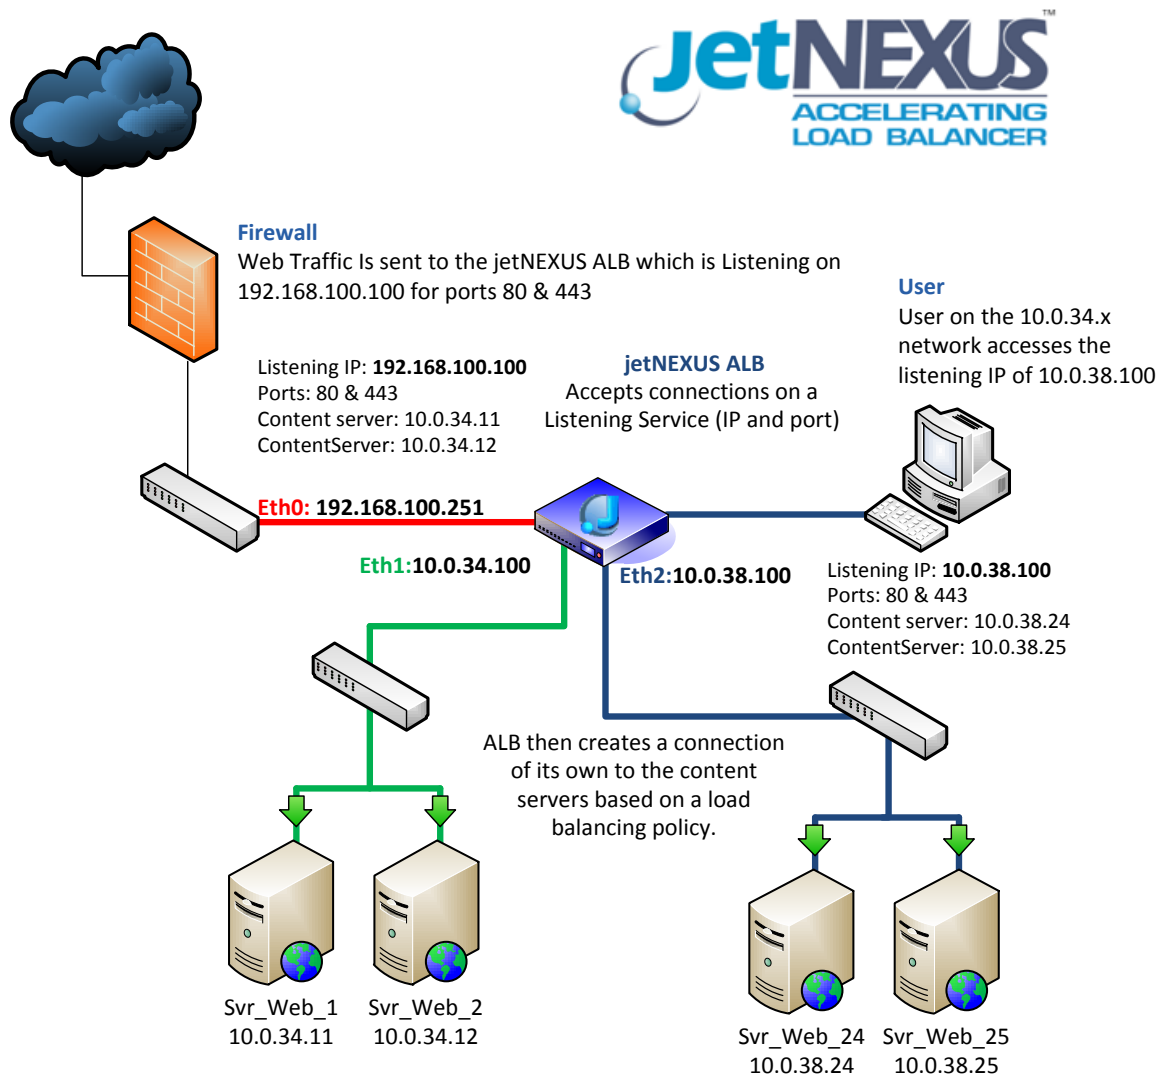 jetNEXUS™
ACCELERATING
LOAD BALANCER
Firewall
Web Traffic Is sent to the jetNEXUS ALB which is Listening on
192.168.100.100 for ports 80 & 443
User
User on the 10.0.34.x
network accesses the
listening IP of 10.0.38.100
Listening IP: 192.168.100.100
Ports: 80 & 443
Content server: 10.0.34.11
ContentServer: 10.0.34.12
jetNEXUS ALB
Accepts connections on a
Listening Service (IP and port)
Eth0: 192.168.100.251
J
Eth1:10.0.34.100
Eth2:10.0.38.100
Listening IP: 10.0.38.100
Ports: 80 & 443
Content server: 10.0.38.24
ContentServer: 10.0.38.25
ALB then creates a connection
of its own to the content
servers based on a load
balancing policy.
Svr_Web_1
10.0.34.11
Svr_Web_2
10.0.34.12
Svr_Web_24
10.0.38.24
Svr_Web_25
10.0.38.25